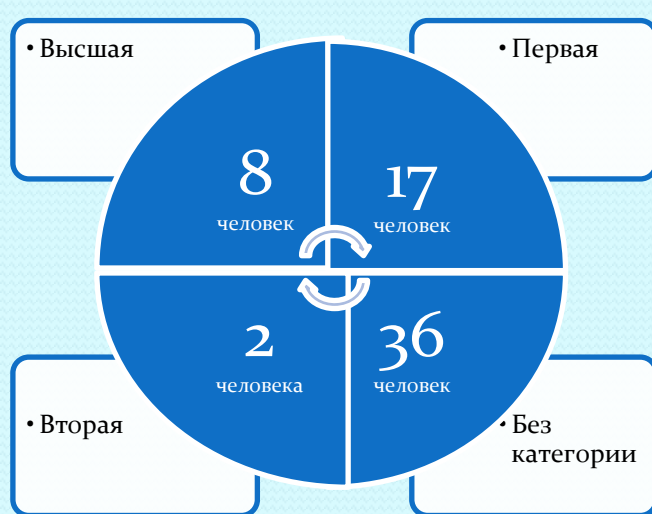 • Высшая
• Первая
8
человек
17
человек
2
человека
36
человек
• Вторая
• Без
категории